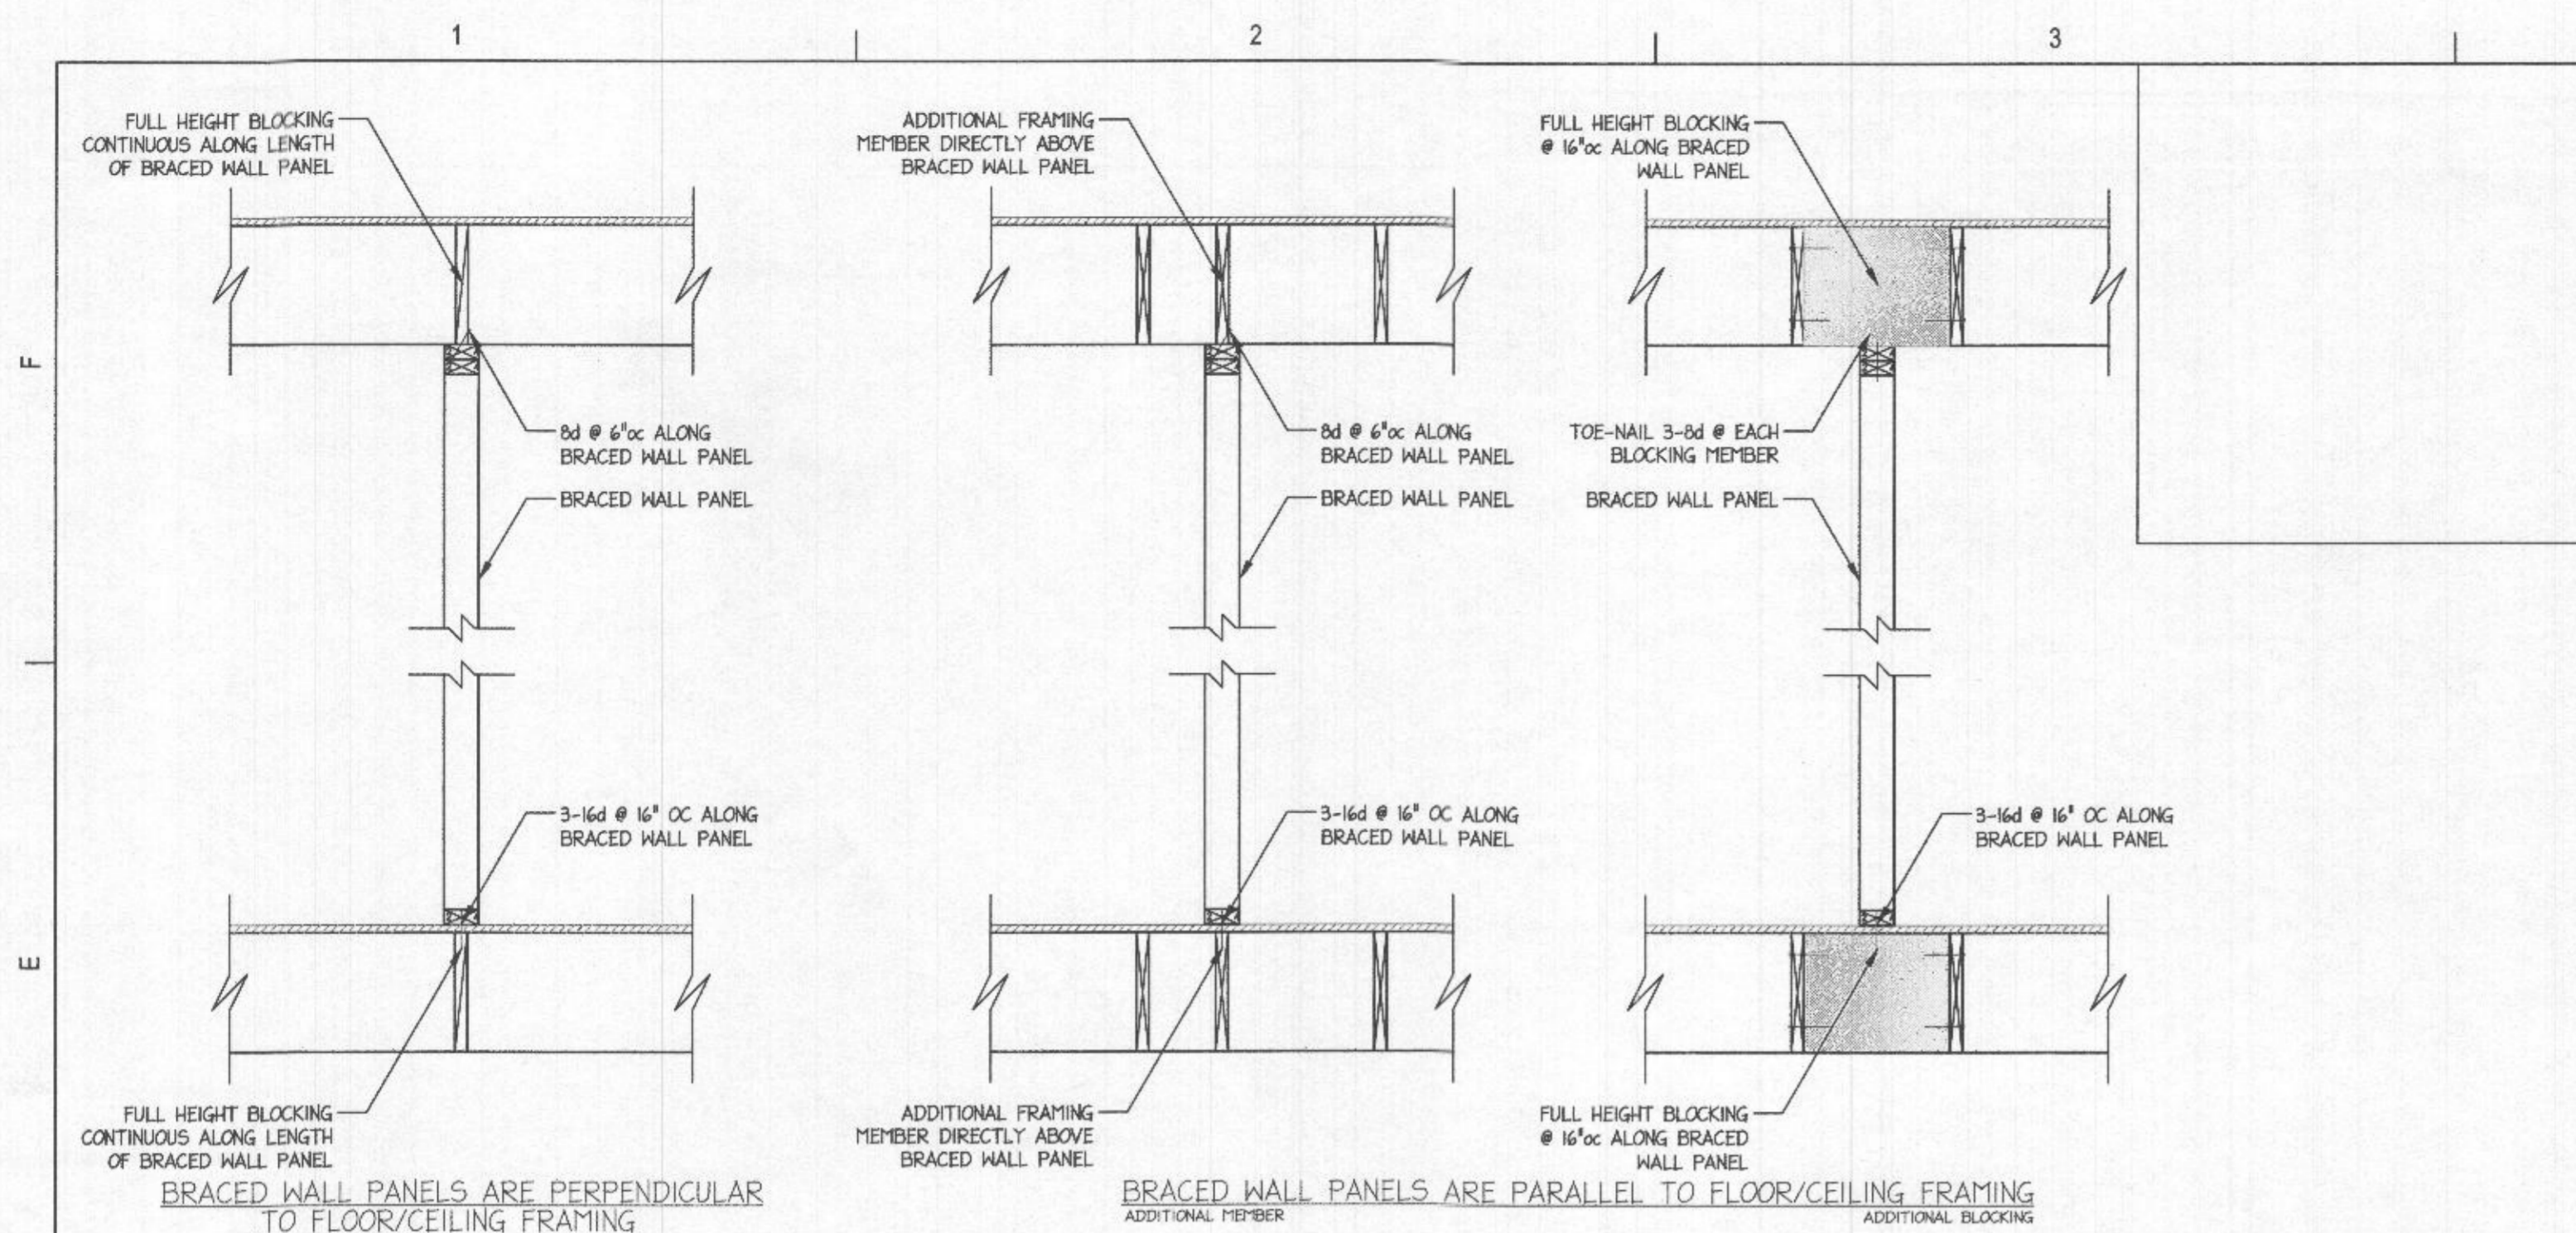 1
2
3
F
E
FULL HEIGHT BLOCKING
CONTINUOUS ALONG LENGTH
OF BRACED WALL PANEL
8d @ 6"oc ALONG
BRACED WALL PANEL
BRACED WALL PANEL
3-16d @ 16" OC ALONG
BRACED WALL PANEL
FULL HEIGHT BLOCKING
CONTINUOUS ALONG LENGTH
OF BRACED WALL PANEL
BRACED WALL PANELS ARE PERPENDICULAR
TO FLOOR/CEILING FRAMING
ADDITIONAL FRAMING
MEMBER DIRECTLY ABOVE
BRACED WALL PANEL
8d @ 6"oc ALONG
BRACED WALL PANEL
BRACED WALL PANEL
3-16d @ 16" OC ALONG
BRACED WALL PANEL
ADDITIONAL FRAMING
MEMBER DIRECTLY ABOVE
BRACED WALL PANEL
FULL HEIGHT BLOCKING
@ 16"oc ALONG BRACED
WALL PANEL
TOE-NAIL 3-8d @ EACH
BLOCKING MEMBER
BRACED WALL PANEL
3-16d @ 16" OC ALONG
BRACED WALL PANEL
FULL HEIGHT BLOCKING
@ 16"oc ALONG BRACED
WALL PANEL
BRACED WALL PANELS ARE PARALLEL TO FLOOR/CEILING FRAMING
ADDITIONAL MEMBER
ADDITIONAL BLOCKING